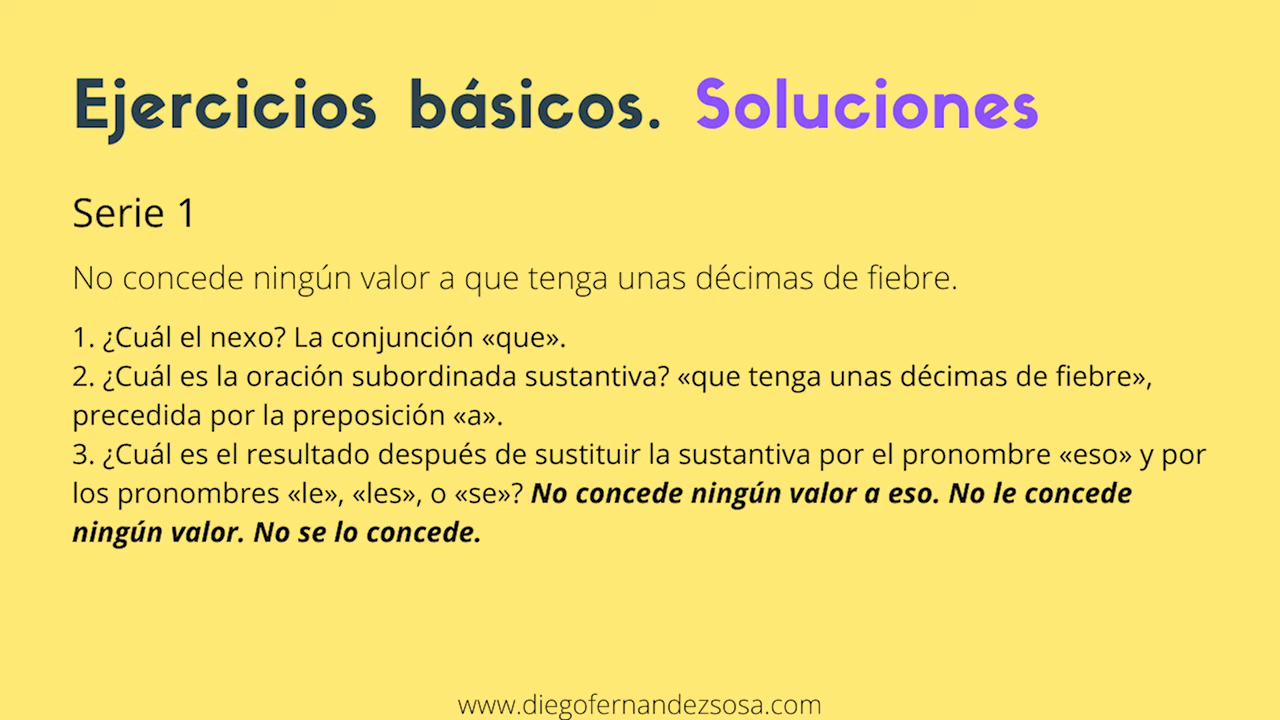 Ejercicios básicos. Soluciones
Serie 1
No concede ningún valor a que tenga unas décimas de fiebre.
1. ¿Cuál el nexo? La conjunción «que».
2. ¿Cuál es la oración subordinada sustantiva? «que tenga unas décimas de fiebre»,
precedida por la preposición «a».
3. ¿Cuál es el resultado después de sustituir la sustantiva por el pronombre «eso» y por
los pronombres «le», «les», o «se»? No concede ningún valor a eso. No le concede
ningún valor. No se lo concede.
www.diegofernandezsosa.com